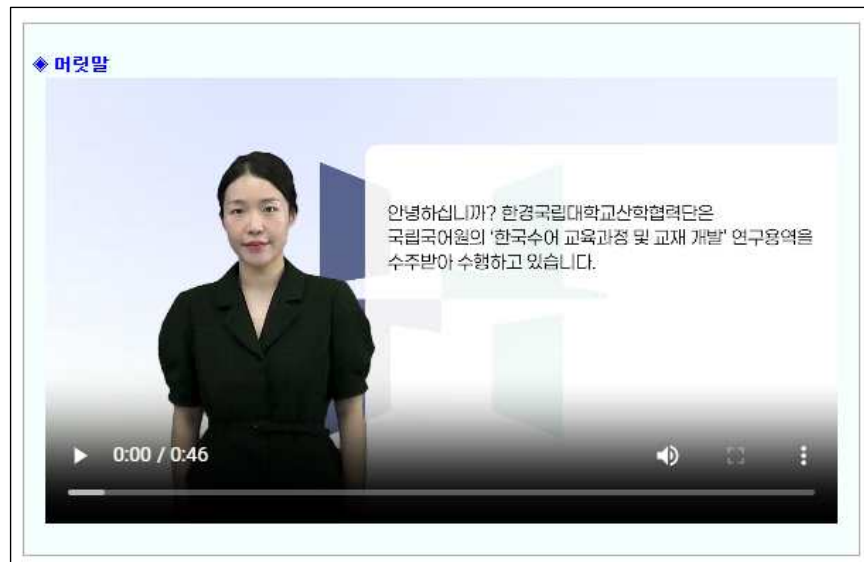 ◈ 머릿말
안녕하십니까? 한경국립대학교산학협력단은
국립국어원의 '한국수어 교육과정 및 교재 개발' 연구용역을
수주받아 수행하고 있습니다.
0:00 / 0:46